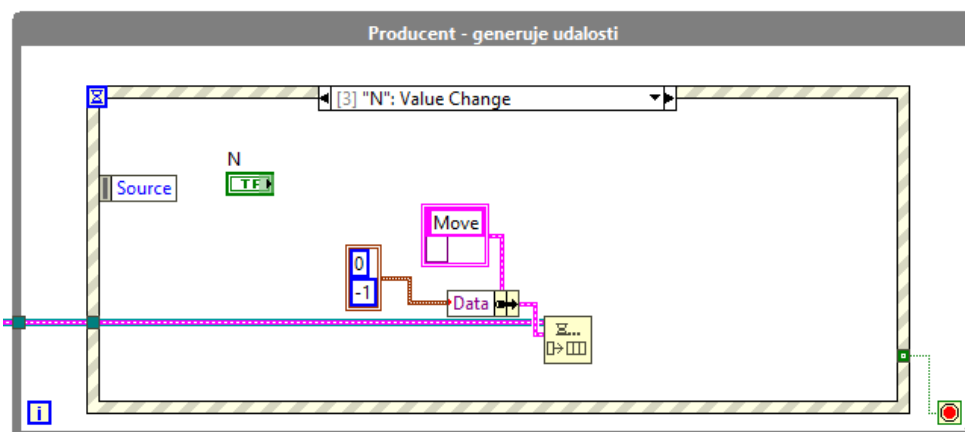 Producent - generuje udalosti
[3] "N": Value Change
N
TF
Source
Move
0
-1
Data
i